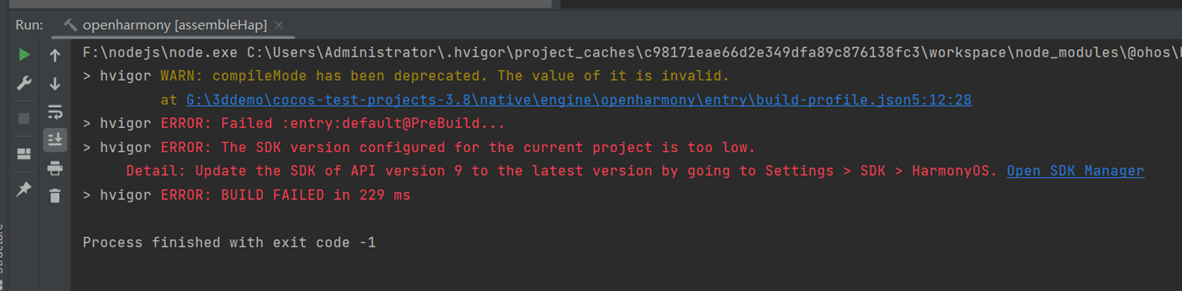 Run: openharmony [assembleHap] ×
F:\nodejs\node.exe C:\Users\Administrator\.hvigor\project_caches\c98171eae66d2e349dfa89c876138fc3\workspace\node_modules\@ohos\
> hvigor WARN: compileMode has been deprecated. The value of it is invalid.
at G:\3ddemo\cocos-test-projects-3.8\native\engine\openharmony\entry\build-profile.json5:12:28
> hvigor ERROR: Failed :entry:default@PreBuild...
> hvigor ERROR: The SDK version configured for the current project is too low.
Detail: Update the SDK of API version 9 to the latest version by going to Settings > SDK > HarmonyOS. Open SDK Manager
> hvigor ERROR: BUILD FAILED in 229 ms
Process finished with exit code -1